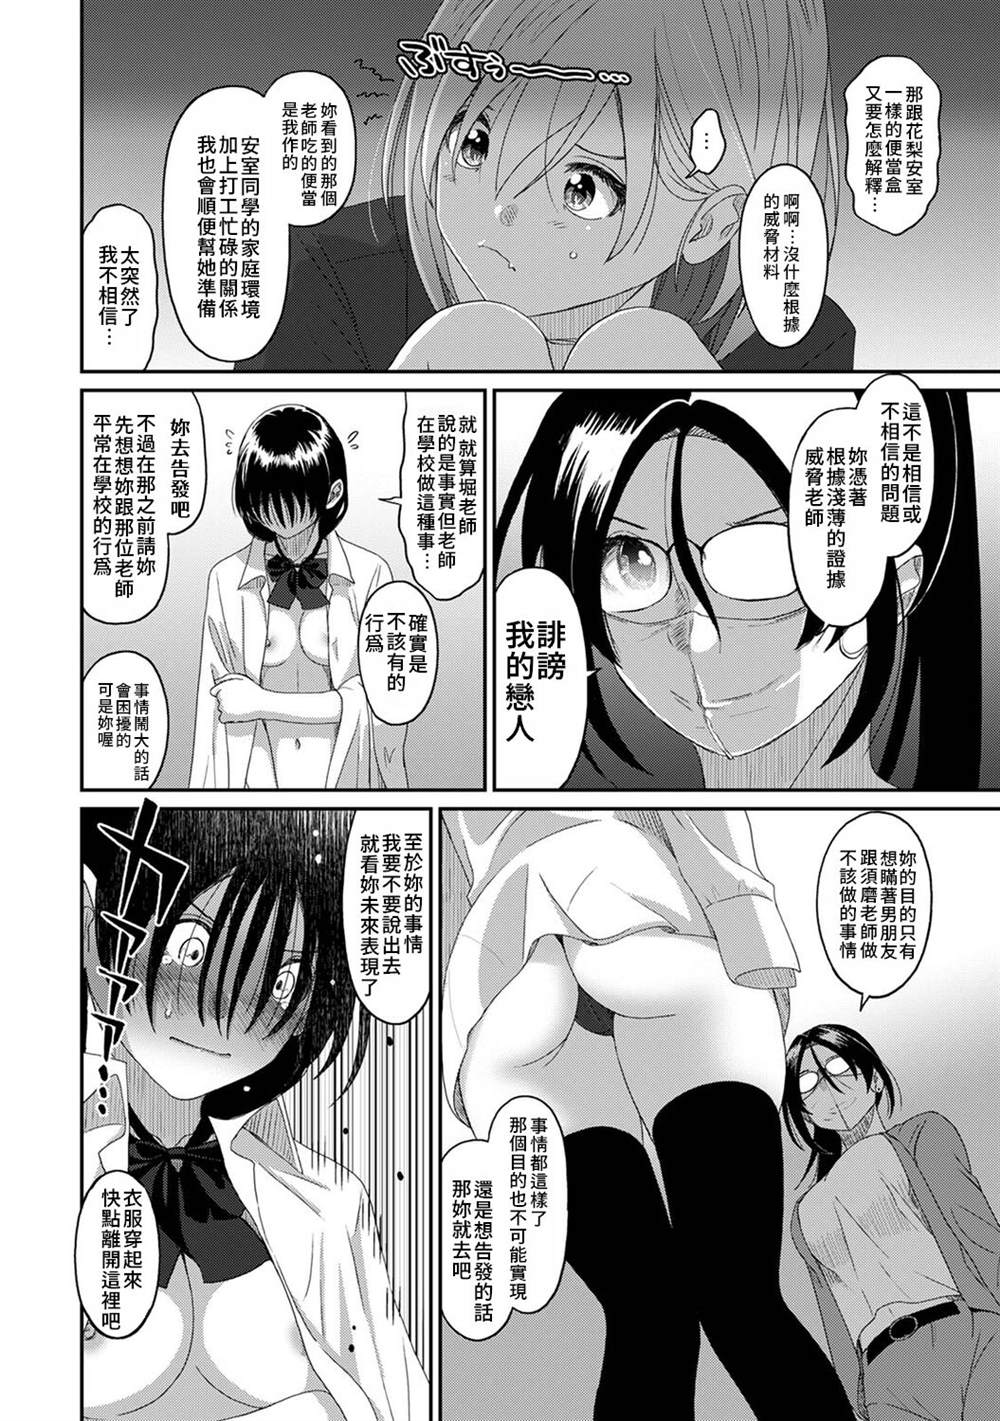 那跟花梨安室
一樣的便當盒
又要怎麼解釋…
啊啊…沒什麼根據
的威脅材料
…
ぶすぅ〜〜…
妳看到的那個
老師吃的便當
是我作的
安室同學的家庭環境
加上打工忙碌的關係
我也會順便幫她準備
太突然了
我不相信…
這不是相信或
不相信的問題
妳憑著
根據淺薄的證據
威脅老師
誹謗
我的戀人
就 就算堀老師
說的是事實但老師
在學校做這種事…
確實是
不該有的
行為
妳去告發吧
不過在那之前請妳
先想想妳跟那位老師
平常在學校的行為
事情鬧大的話
會困擾的
可是妳喔
妳的目的只有
想瞞著男朋友
跟須磨老師做
不該做的事情
事情都這樣了
那個目的也不可能實現
還是想告發的話
那妳就去吧
至於妳的事情
我要不要說出去
就看妳未來表現了
衣服穿起來
快點離開這裡吧